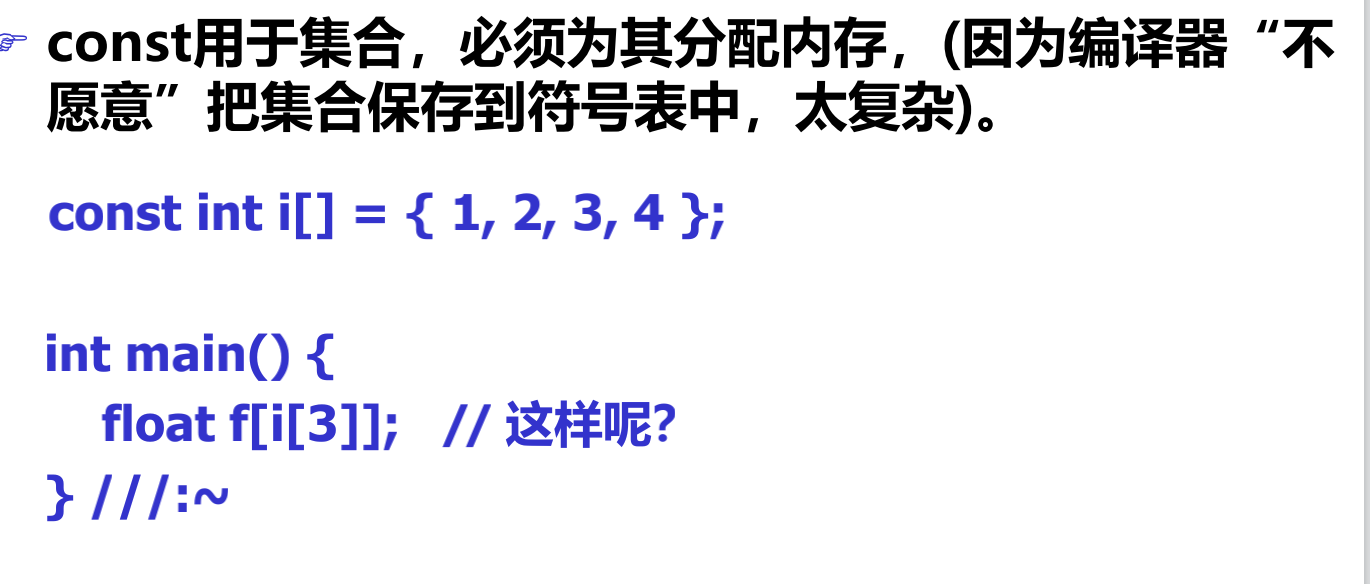 const用于集合，必须为其分配内存，(因为编译器“不
愿意”把集合保存到符号表中，太复杂)。
const int i[] = { 1, 2, 3, 4 };
int main() {
float f[i[3]]; // 这样呢?
} ///:~